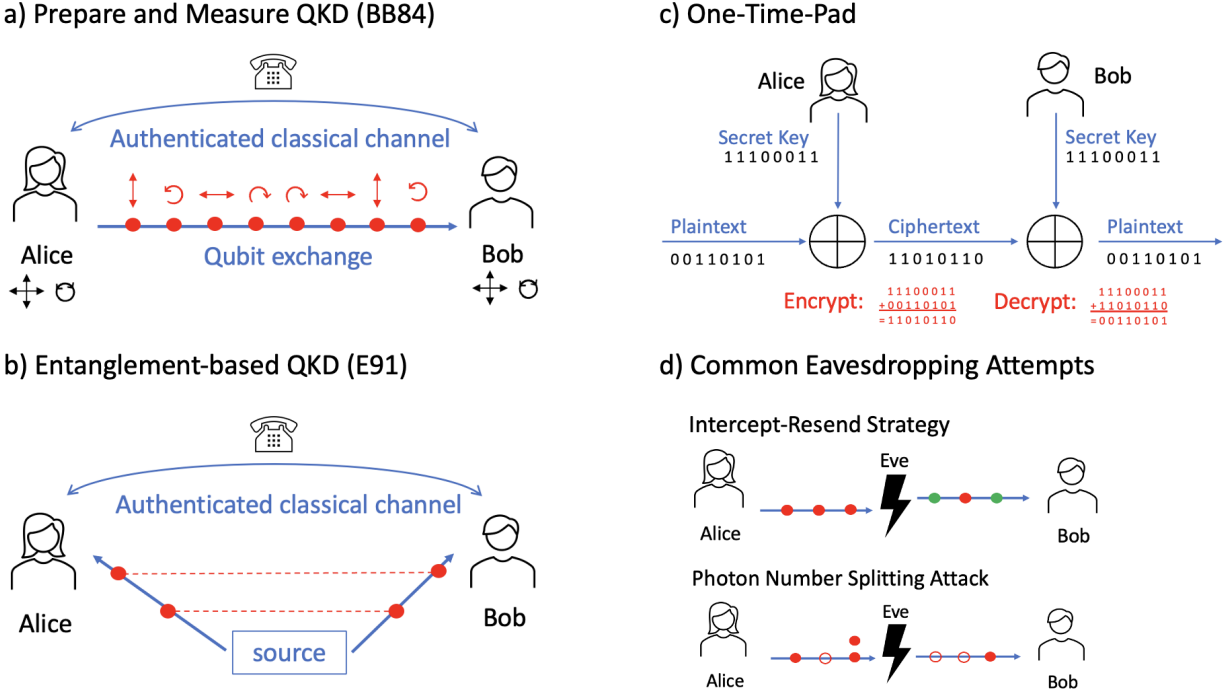 a) Prepare and Measure QKD (BB84)
Authenticated classical channel
Alice
Qubit exchange
Bob
b) Entanglement-based QKD (E91)
Authenticated classical channel
Alice
source
Bob
c) One-Time-Pad
Alice
Bob
Secret Key
11100011
Secret Key
11100011
Plaintext
00110101
Ciphertext
11010110
Plaintext
00110101
Encrypt:
11100011
+00110101
=11010110
Decrypt:
11100011
+11010110
=00110101
d) Common Eavesdropping Attempts
Intercept-Resend Strategy
Eve
Alice
Bob
Photon Number Splitting Attack
Eve
Alice
Bob